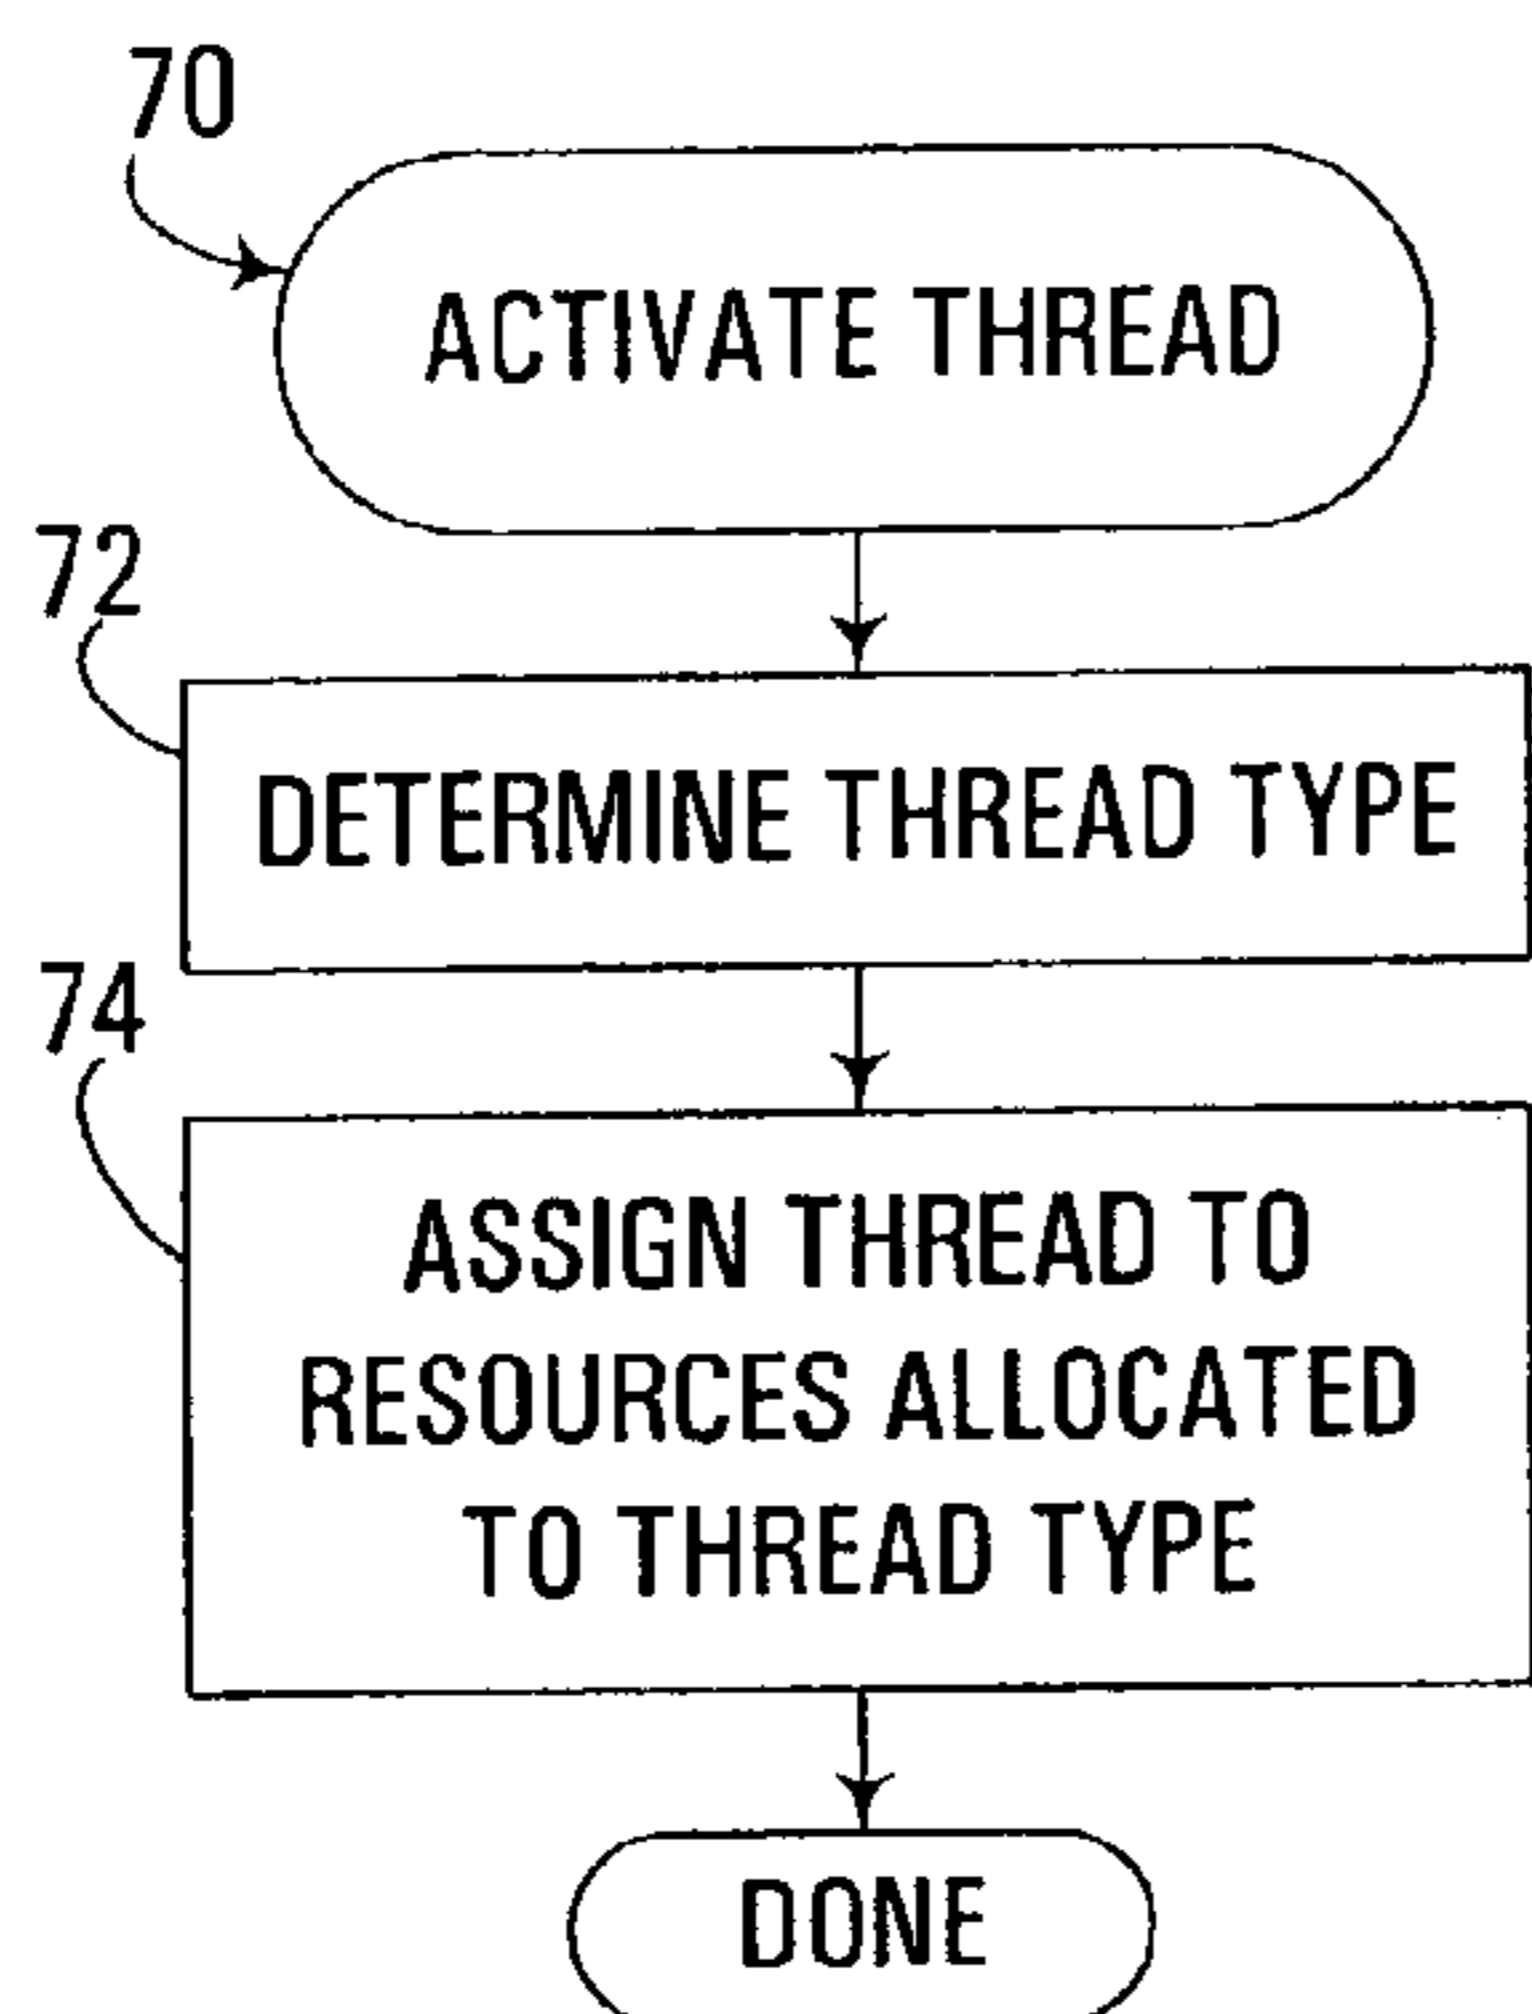 70
ACTIVATE THREAD
72
DETERMINE THREAD TYPE
74
ASSIGN THREAD TO
RESOURCES ALLOCATED
TO THREAD TYPE
DONE